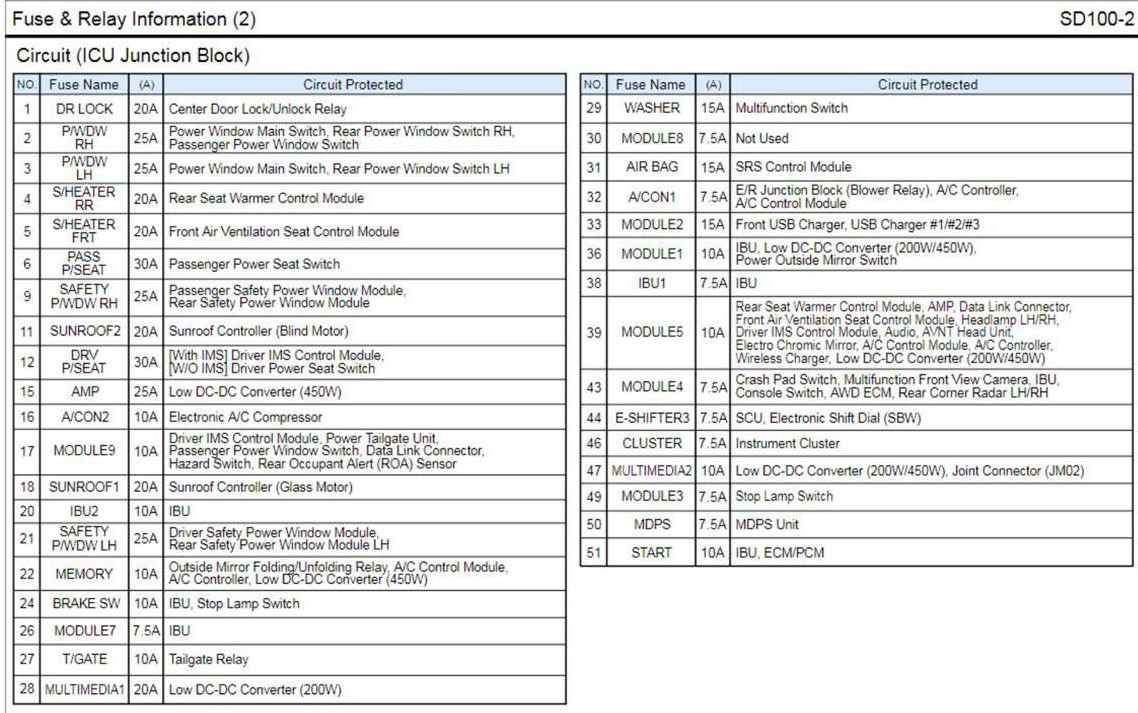 Fuse & Relay Information (2)
SD100-2
Circuit (ICU Junction Block)
NO. Fuse Name (A) Circuit Protected
1 DR LOCK 20A Center Door Lock/Unlock Relay
2 P/WDW RH 25A Power Window Main Switch, Rear Power Window Switch RH,
Passenger Power Window Switch
3 P/WDW LH 25A Power Window Main Switch, Rear Power Window Switch LH
4 S/HEATER RR 20A Rear Seat Warmer Control Module
5 S/HEATER FRT 20A Front Air Ventilation Seat Control Module
6 PASS P/SEAT 30A Passenger Power Seat Switch
9 SAFETY P/WDW RH 25A Passenger Safety Power Window Module,
Rear Safety Power Window Module
11 SUNROOF2 20A Sunroof Controller (Blind Motor)
12 DRV P/SEAT 30A [With IMS] Driver IMS Control Module,
[W/O IMS] Driver Power Seat Switch
15 AMP 25A Low DC-DC Converter (450W)
16 A/CON2 10A Electronic A/C Compressor
17 MODULE9 10A Driver IMS Control Module, Power Tailgate Unit,
Passenger Power Window Switch, Data Link Connector,
Hazard Switch, Rear Occupant Alert (ROA) Sensor
18 SUNROOF1 20A Sunroof Controller (Glass Motor)
20 IBU2 10A IBU
21 SAFETY P/WDW LH 25A Driver Safety Power Window Module,
Rear Safety Power Window Module LH
22 MEMORY 10A Outside Mirror Folding/Unfolding Relay, A/C Control Module,
A/C Controller, Low DC-DC Converter (450W)
24 BRAKE SW 10A IBU, Stop Lamp Switch
26 MODULE7 7.5A IBU
27 T/GATE 10A Tailgate Relay
28 MULTIMEDIA1 20A Low DC-DC Converter (200W)
NO. Fuse Name (A) Circuit Protected
29 WASHER 15A Multifunction Switch
30 MODULE8 7.5A Not Used
31 AIR BAG 15A SRS Control Module
32 A/CON1 7.5A E/R Junction Block (Blower Relay), A/C Controller,
A/C Control Module
33 MODULE2 15A Front USB Charger, USB Charger #1/#2/#3
36 MODULE1 10A IBU, Low DC-DC Converter (200W/450W),
Power Outside Mirror Switch
38 IBU1 7.5A IBU
39 MODULE5 10A Rear Seat Warmer Control Module, AMP, Data Link Connector,
Front Air Ventilation Seat Control Module, Headlamp LH/RH,
Driver IMS Control Module, Audio, AVNT Head Unit,
Electro Chromic Mirror, A/C Control Module, A/C Controller,
Wireless Charger, Low DC-DC Converter (200W/450W)
43 MODULE4 7.5A Crash Pad Switch, Multifunction Front View Camera, IBU,
Console Switch, AWD ECM, Rear Corner Radar LH/RH
44 E-SHIFTER3 7.5A SCU, Electronic Shift Dial (SBW)
46 CLUSTER 7.5A Instrument Cluster
47 MULTIMEDIA2 10A Low DC-DC Converter (200W/450W), Joint Connector (JM02)
49 MODULE3 7.5A Stop Lamp Switch
50 MDPS 7.5A MDPS Unit
51 START 10A IBU, ECM/PCM